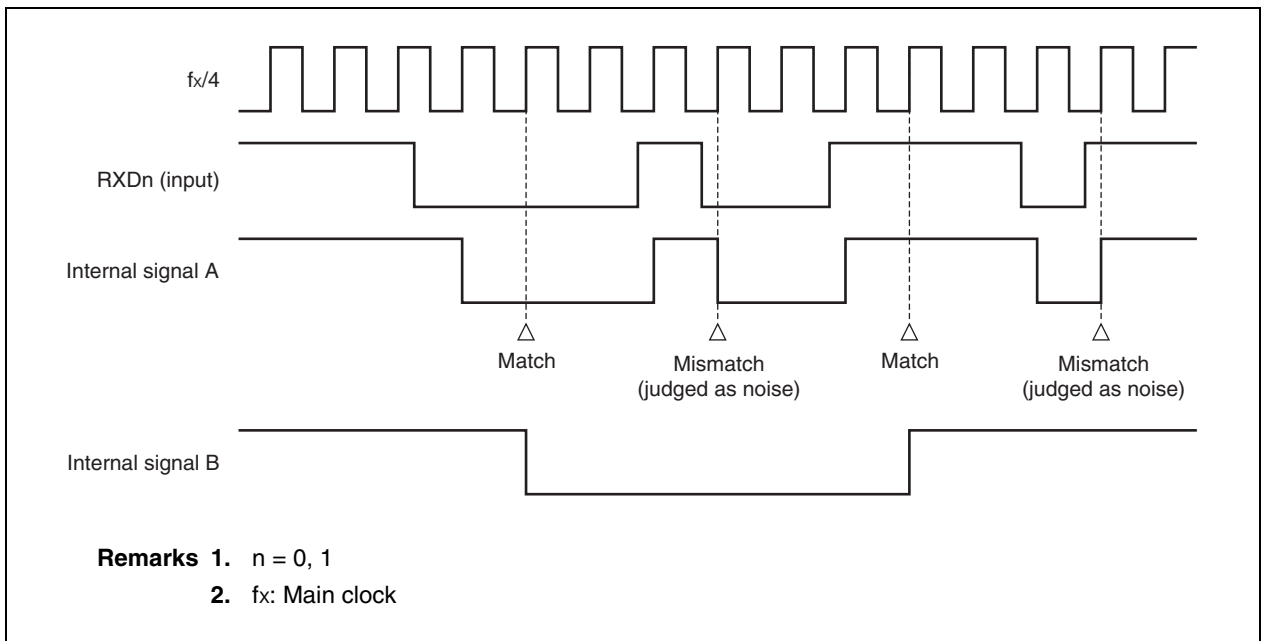 fx/4
RXDn (input)
Internal signal A
Match
Mismatch
(judged as noise)
Match
Mismatch
(judged as noise)
Internal signal B
Remarks 1. n = 0, 1
2. fx: Main clock